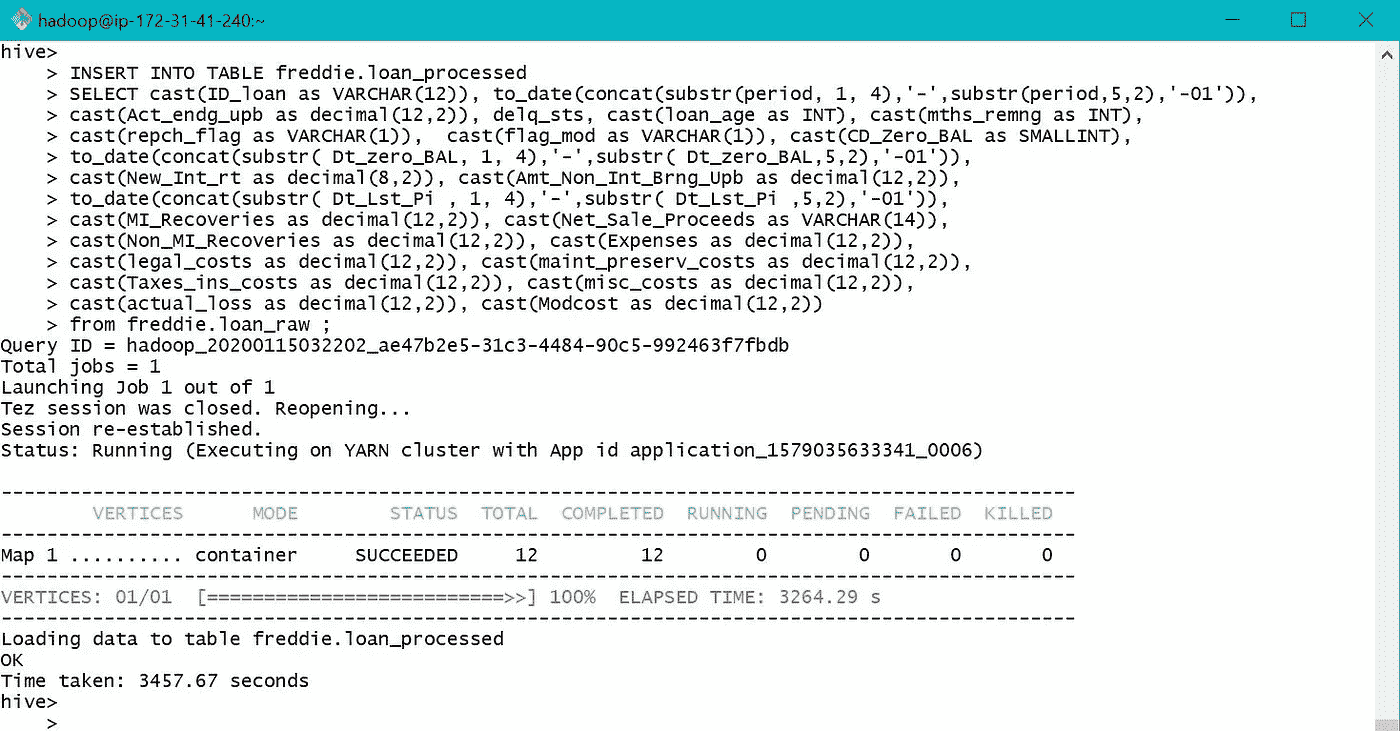 hadoop@ip-172-31-41-240:~
hive>
    > INSERT INTO TABLE freddie.loan_processed
    > SELECT cast(ID_loan as VARCHAR(12)), to_date(concat(substr(period, 1, 4),'-',substr(period,5,2),'-01')),
    > cast(Act_endg_upb as decimal(12,2)), delq_sts, cast(loan_age as INT), cast(mths_remng as INT),
    > cast(repch_flag as VARCHAR(1)),  cast(flag_mod as VARCHAR(1)), cast(CD_Zero_BAL as SMALLINT),
    > to_date(concat(substr( Dt_zero_BAL, 1, 4),'-',substr( Dt_zero_BAL,5,2),'-01')),
    > cast(New_Int_rt as decimal(8,2)), cast(Amt_Non_Int_Brng_Upb as decimal(12,2)),
    > to_date(concat(substr( Dt_Lst_Pi , 1, 4),'-',substr( Dt_Lst_Pi ,5,2),'-01')),
    > cast(MI_Recoveries as decimal(12,2)), cast(Net_Sale_Proceeds as VARCHAR(14)),
    > cast(Non_MI_Recoveries as decimal(12,2)), cast(Expenses as decimal(12,2)),
    > cast(legal_costs as decimal(12,2)), cast(maint_preserv_costs as decimal(12,2)),
    > cast(Taxes_ins_costs as decimal(12,2)), cast(misc_costs as decimal(12,2)),
    > cast(actual_loss as decimal(12,2)), cast(Modcost as decimal(12,2))
    > from freddie.loan_raw ;
Query ID = hadoop_20200115032202_ae47b2e5-31c3-4484-90c5-992463f7fbdb
Total jobs = 1
Launching Job 1 out of 1
Tez session was closed. Reopening...
Session re-established.
Status: Running (Executing on YARN cluster with App id application_1579035633341_0006)
----------------------------------------------------------------------------------------------
        VERTICES      MODE        STATUS  TOTAL  COMPLETED  RUNNING  PENDING  FAILED  KILLED
----------------------------------------------------------------------------------------------
Map 1 .......... container     SUCCEEDED     12         12        0        0       0       0
----------------------------------------------------------------------------------------------
VERTICES: 01/01  [==========================>>] 100%  ELAPSED TIME: 3264.29 s
----------------------------------------------------------------------------------------------
Loading data to table freddie.loan_processed
OK
Time taken: 3457.67 seconds
hive>
    >